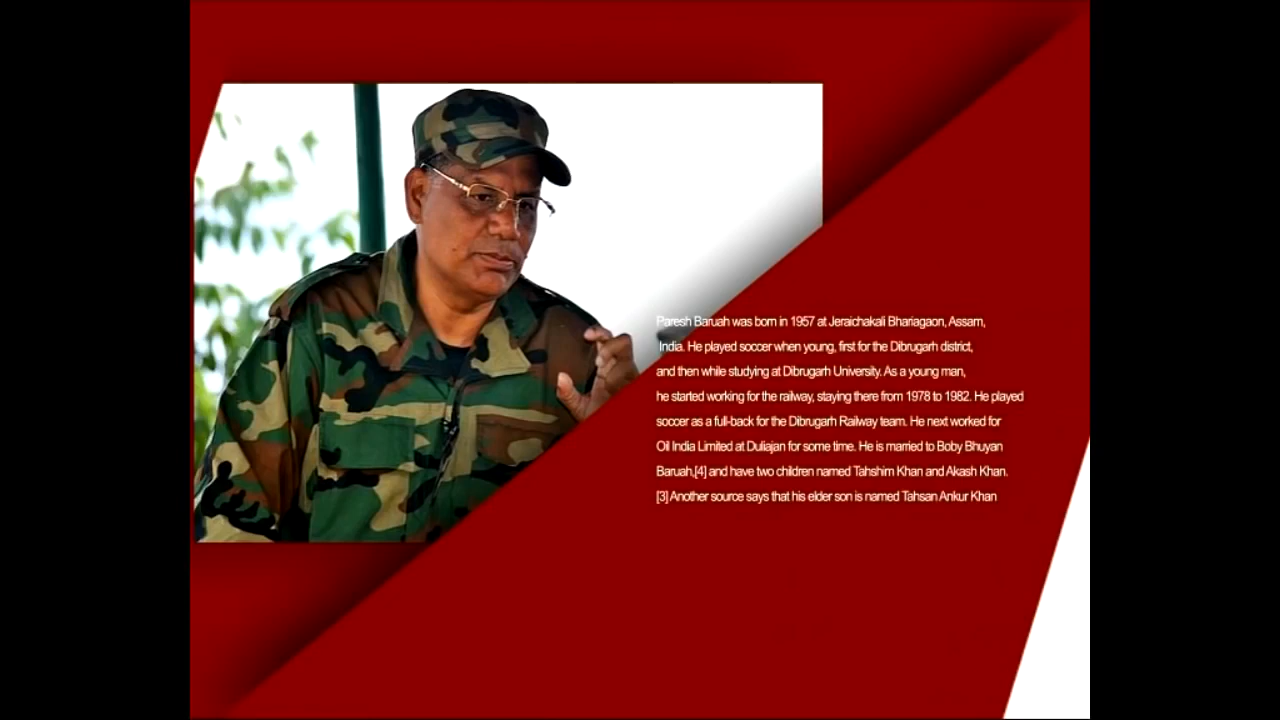 Paresh Baruah was born in 1957 at Jeraichakali Bhariagaon, Assam,
India. He played soccer when young, first for the Dibrugarh district,
and then while studying at Dibrugarh University. As a young man,
he started working for the railway, staying there from 1978 to 1982. He played
soccer as a full-back for the Dibrugarh Railway team. He next worked for
Oil India Limited at Duliajan for some time. He is married to Boby Bhuyan
Baruah,[4] and have two children named Tahshim Khan and Akash Khan.
[3] Another source says that his elder son is named Tahsan Ankur Khan